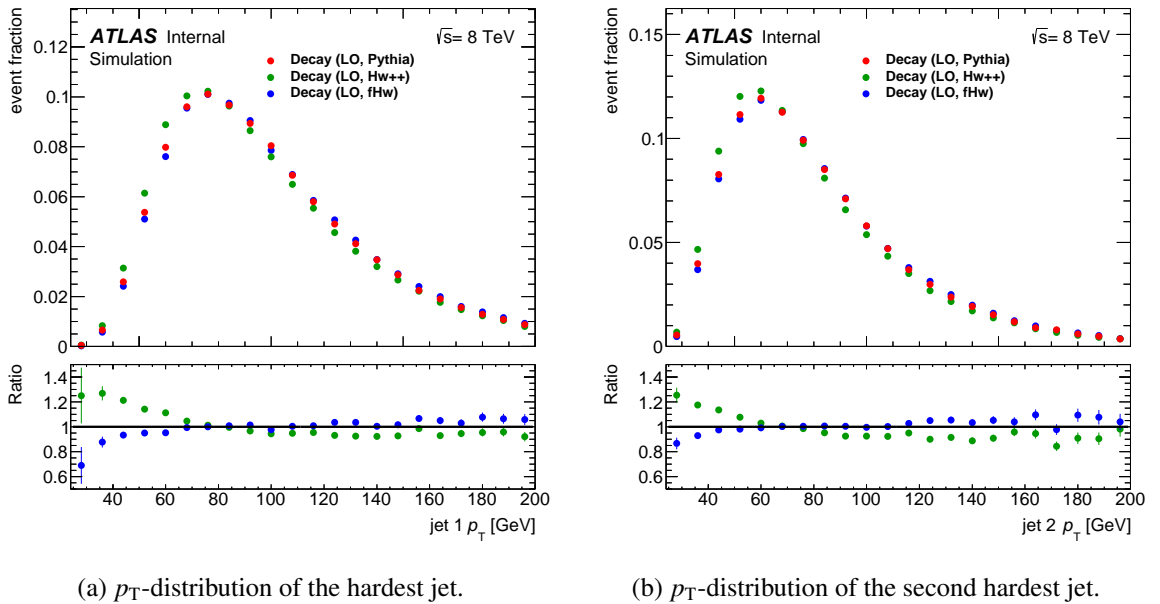 event fraction
0.12
0.1
0.08
0.06
0.04
0.02
0
ATLAS Internal
Simulation
√s= 8 TeV
Decay (LO, Pythia)
Decay (LO, Hw++)
Decay (LO, fHw)
Ratio
1.4
1.2
1
0.8
0.6
40 60 80 100 120 140 160 180 200
jet 1 pT [GeV]
(a) pT-distribution of the hardest jet.
event fraction
0.15
0.1
0.05
0
ATLAS Internal
Simulation
√s= 8 TeV
Decay (LO, Pythia)
Decay (LO, Hw++)
Decay (LO, fHw)
Ratio
1.4
1.2
1
0.8
0.6
40 60 80 100 120 140 160 180 200
jet 2 pT [GeV]
(b) pT-distribution of the second hardest jet.